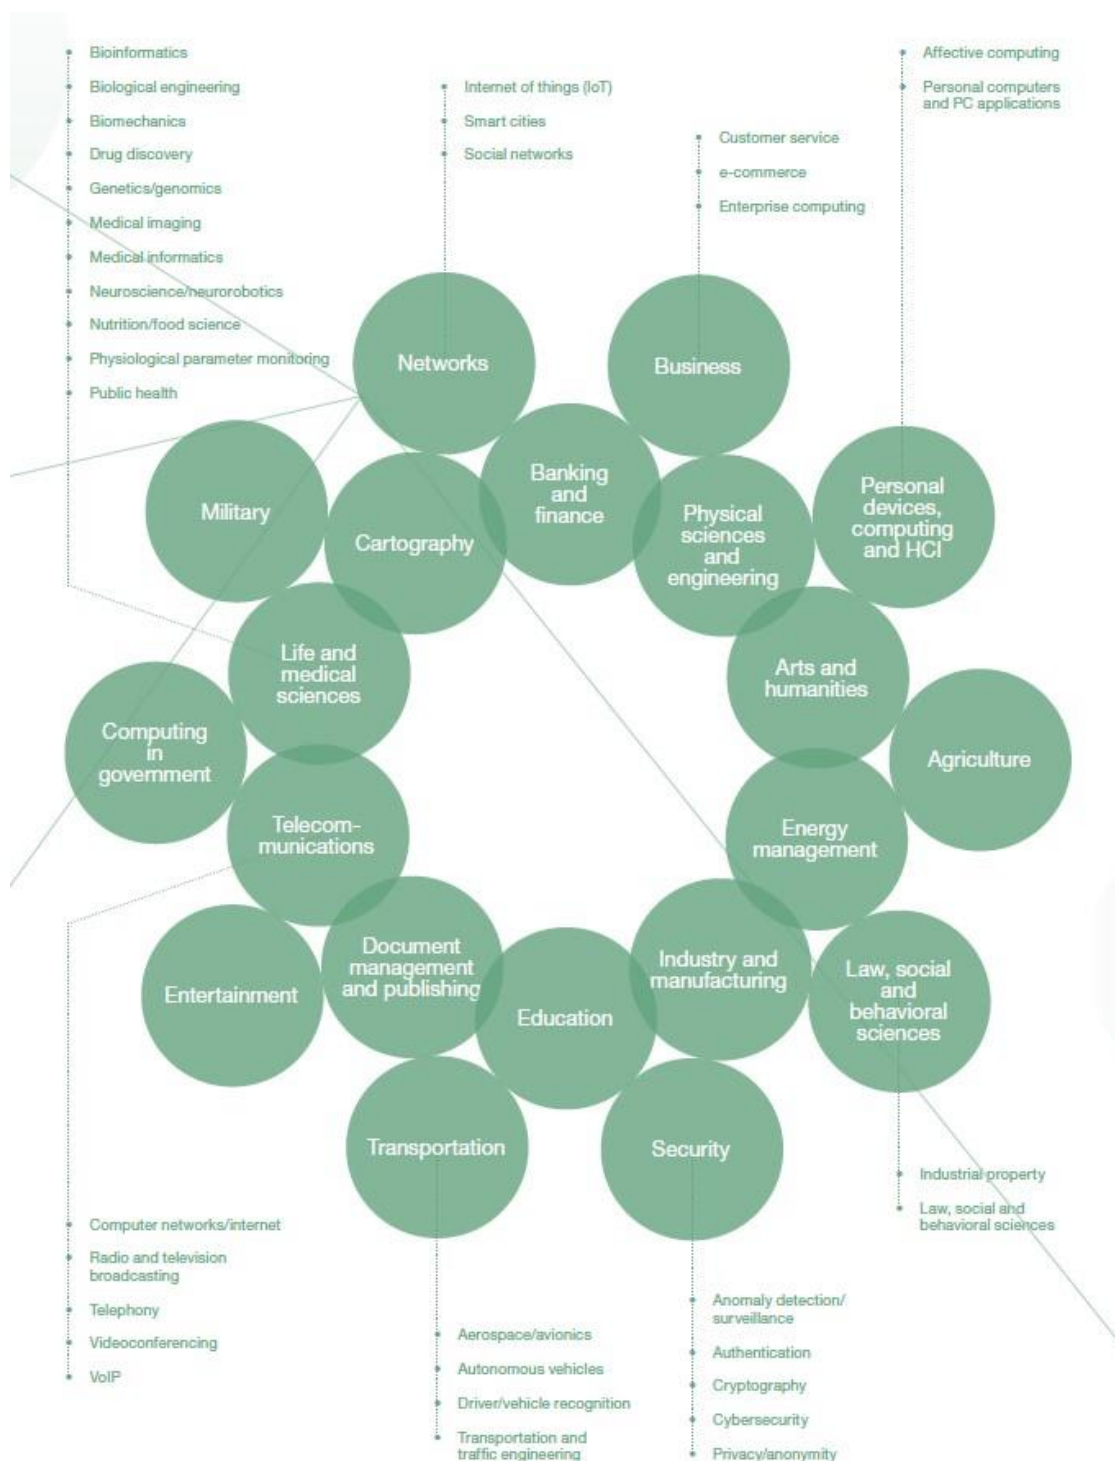 Bioinformatics
Biological engineering
Biomechanics
Drug discovery
Genetics/genomics
Medical imaging
Medical informatics
Neuroscience/neurorobotics
Nutrition/food science
Physiological parameter monitoring
Public health
Internet of things (IoT)
Smart cities
Social networks
Customer service
e-commerce
Enterprise computing
Affective computing
Personal computers
and PC applications
Networks
Business
Military
Cartography
Banking
and
finance
Physical
sciences
and
engineering
Personal
devices,
computing
and HCI
Life and
medical
sciences
Arts and
humanities
Computing
in
government
Agriculture
Telecom-
munications
Energy
management
Entertainment
Document
management
and publishing
Education
Industry and
manufacturing
Law, social
and
behavioral
sciences
Transportation
Security
Industrial property
Law, social and
behavioral sciences
Computer networks/internet
Radio and television
broadcasting
Telephony
Videoconferencing
VoIP
Aerospace/avionics
Autonomous vehicles
Driver/vehicle recognition
Transportation and
traffic engineering
Anomaly detection/
surveillance
Authentication
Cryptography
Cybersecurity
Privacy/anonymity